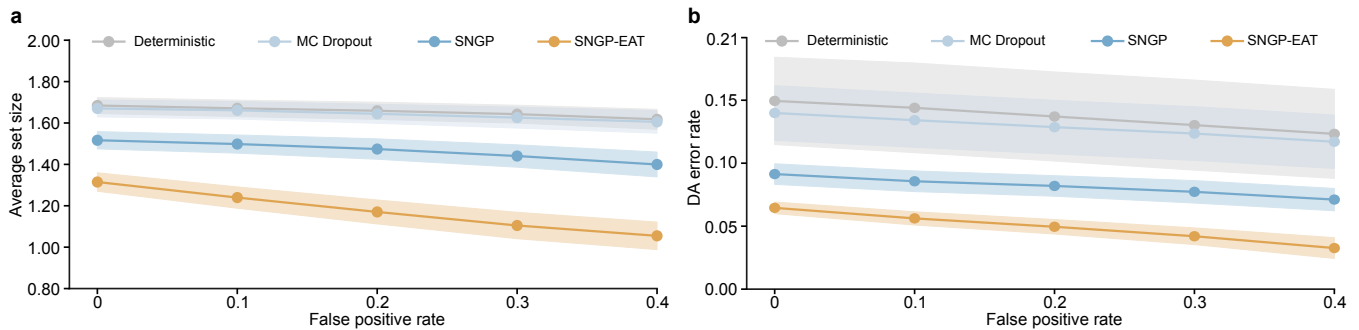 a
Deterministic MC Dropout SNGP SNGP-EAT
Average set size
2.00
1.80
1.60
1.40
1.20
1.00
0.80
0 0.1 0.2 0.3 0.4
False positive rate
b
Deterministic MC Dropout SNGP SNGP-EAT
DA error rate
0.21
0.15
0.10
0.05
0.00
0 0.1 0.2 0.3 0.4
False positive rate